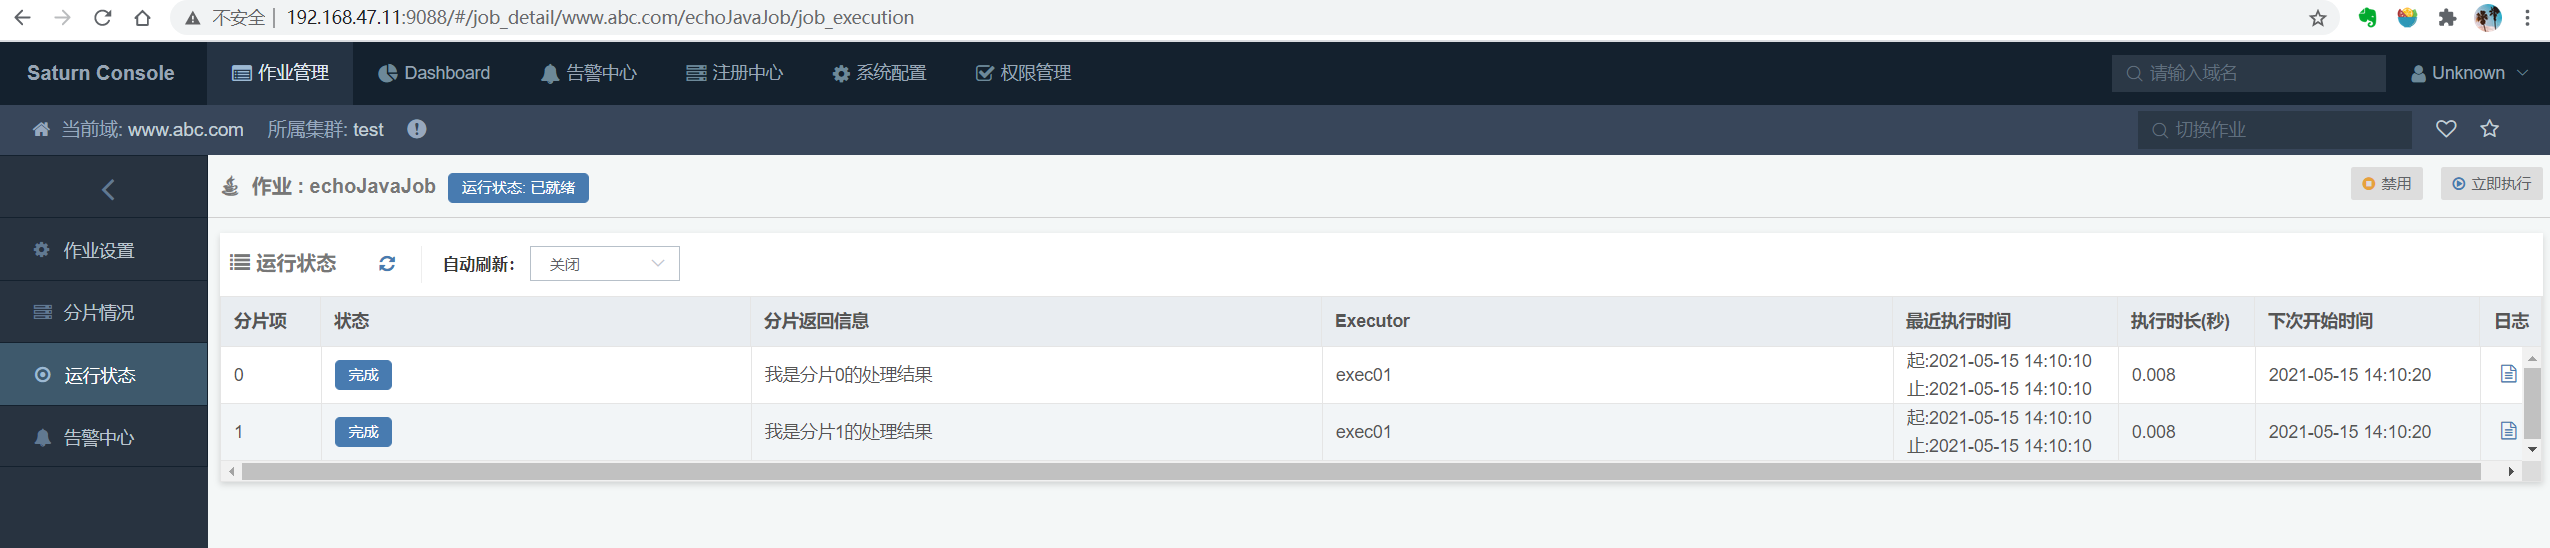 不安全 192.168.47.11:9088/#/job_detail/www.abc.com/echoJavaJob/job_execution
Saturn Console 作业管理 Dashboard 告警中心 注册中心 系统配置 权限管理 请输入域名 Unknown
当前域: www.abc.com 所属集群: test 切换作业
作业 : echoJavaJob 运行状态: 已就绪 禁用 立即执行
作业设置
分片情况
运行状态
告警中心
运行状态 自动刷新: 关闭
分片项 状态 分片返回信息 Executor 最近执行时间 执行时长(秒) 下次开始时间 日志
0 完成 我是分片0的处理结果 exec01 起:2021-05-15 14:10:10 0.008 2021-05-15 14:10:20
止:2021-05-15 14:10:10
1 完成 我是分片1的处理结果 exec01 起:2021-05-15 14:10:10 0.008 2021-05-15 14:10:20
止:2021-05-15 14:10:10